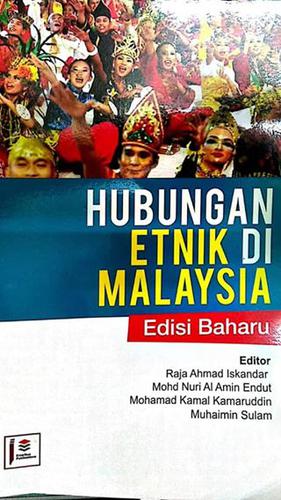 HUBUNGAN
ETNIK DI
MALAYSIA
Edisi Baharu
Editor
Raja Ahmad Iskandar
Mohd Nuri Al Amin Endut
Mohamad Kamal Kamaruddin
Muhaimin Sulam